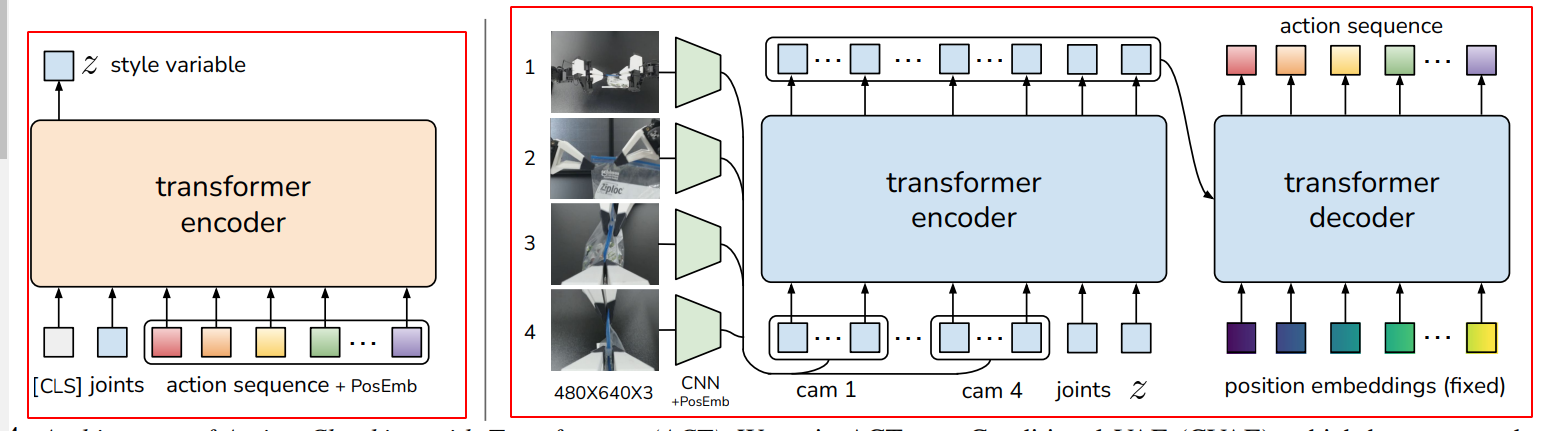 z style variable
transformer
encoder
[CLS] joints action sequence + PosEmb
1
2
3
4
Ziploc
480X640X3
CNN
+PosEmb
transformer
encoder
cam 1
cam 4
joints
z
action sequence
transformer
decoder
position embeddings (fixed)